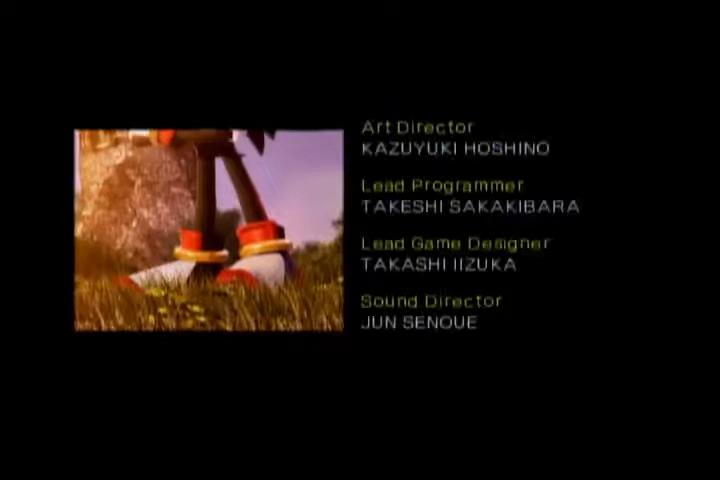 Art Director
KAZUYUKI HOSHINO
Lead Programmer
TAKESHI SAKAKIBARA
Lead Game Designer
TAKASHI IIZUKA
Sound Director
JUN SENOUE